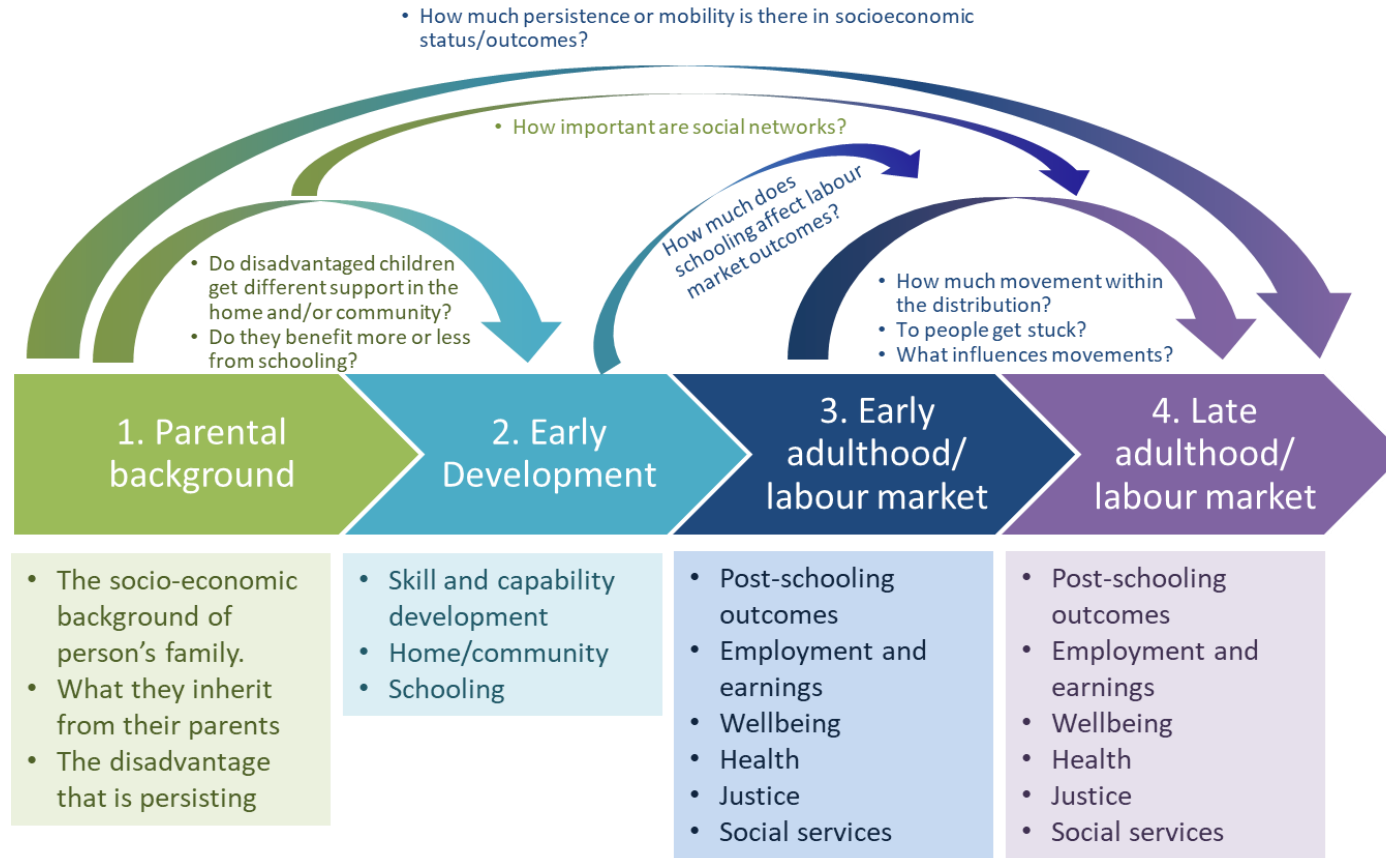 • How much persistence or mobility is there in socioeconomic
status/outcomes?
• How important are social networks?
How much does
schooling affect labour
market outcomes?
• Do disadvantaged children
get different support in the
home and/or community?
• Do they benefit more or less
from schooling?
• How much movement within
the distribution?
• To people get stuck?
• What influences movements?
1. Parental
background
2. Early
Development
3. Early
adulthood/
labour market
4. Late
adulthood/
labour market
• The socio-economic
background of
person's family.
• What they inherit
from their parents
• The disadvantage
that is persisting
• Skill and capability
development
• Home/community
• Schooling
• Post-schooling
outcomes
• Employment and
earnings
• Wellbeing
• Health
• Justice
• Social services
• Post-schooling
outcomes
• Employment and
earnings
• Wellbeing
• Health
• Justice
• Social services